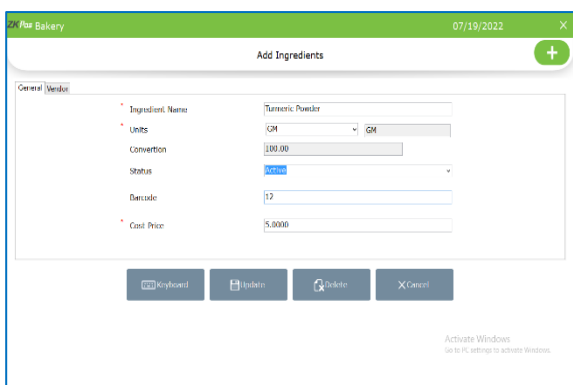 ZKPos Bakery 07/19/2022 X
Add Ingredients +
General Vendor
* Ingredient Name Turmeric Powder
* Units GM GM
Convertion 100.00
Status Active
Barcode 12
* Cost Price 5.0000
Keyboard Update Delete X Cancel
Activate Windows
Go to PC settings to activate Windows.